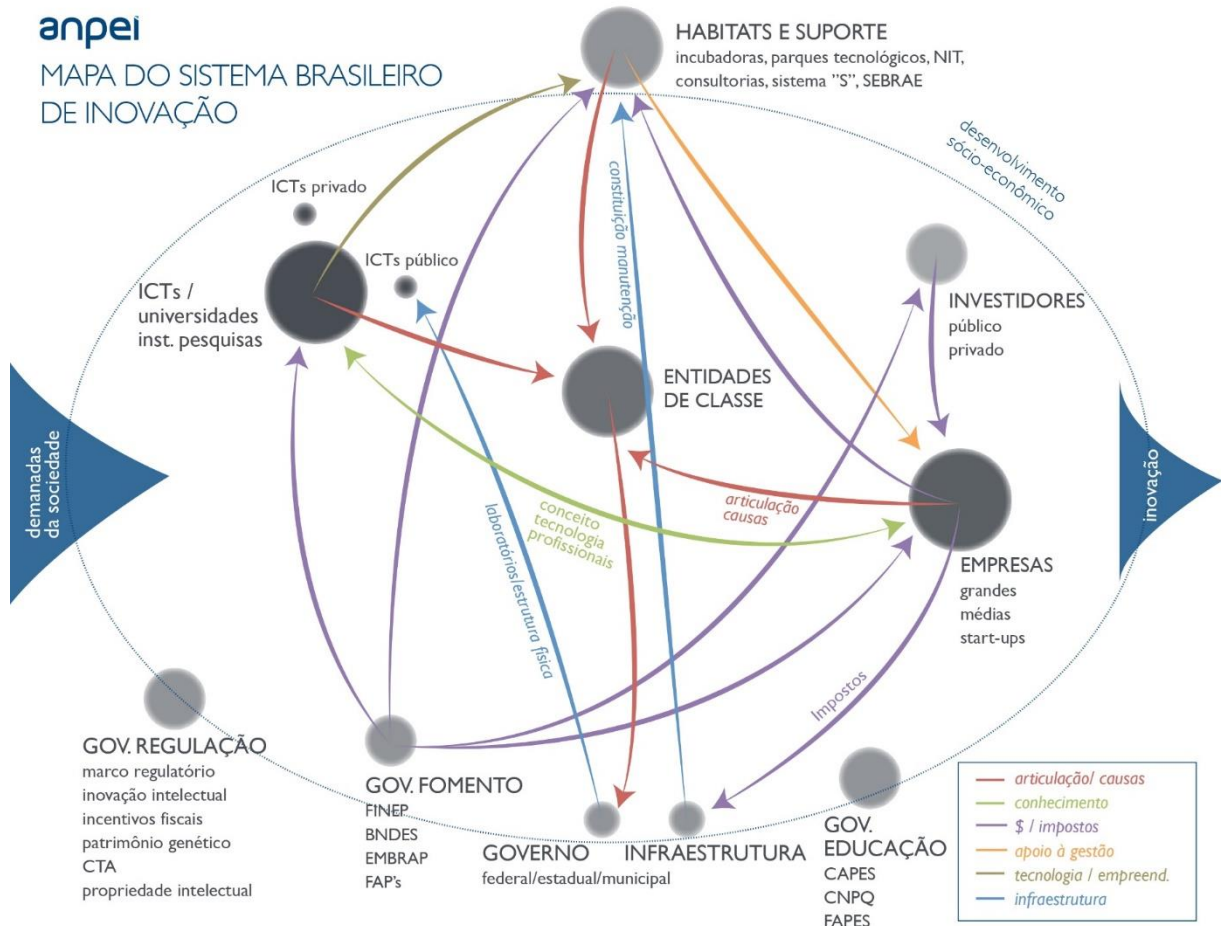 anpei
MAPA DO SISTEMA BRASILEIRO
DE INOVAÇÃO
HABITATS E SUPORTE
incubadoras, parques tecnológicos, NIT,
consultorias, sistema "S", SEBRAE
desenvolvimento
sócio-econômico
ICTs privado
ICTs público
ICTs /
universidades
inst. pesquisas
constituição manutenção
INVESTIDORES
público
privado
ENTIDADES
DE CLASSE
demanadas
da sociedade
inovação
articulação
causas
conceito
tecnologia
profissionais
laboratórios/estrutura física
EMPRESAS
grandes
médias
start-ups
Impostos
GOV. REGULAÇÃO
marco regulatório
inovação intelectual
incentivos fiscais
patrimônio genético
CTA
propriedade intelectual
GOV. FOMENTO
FINEP
BNDES
EMBRAP
FAP's
GOVERNO
federal/estadual/municipal
INFRAESTRUTURA
GOV.
EDUCAÇÃO
CAPES
CNPQ
FAPES
articulação/ causas
conhecimento
$ / impostos
apoio à gestão
tecnologia / empreend.
infraestrutura